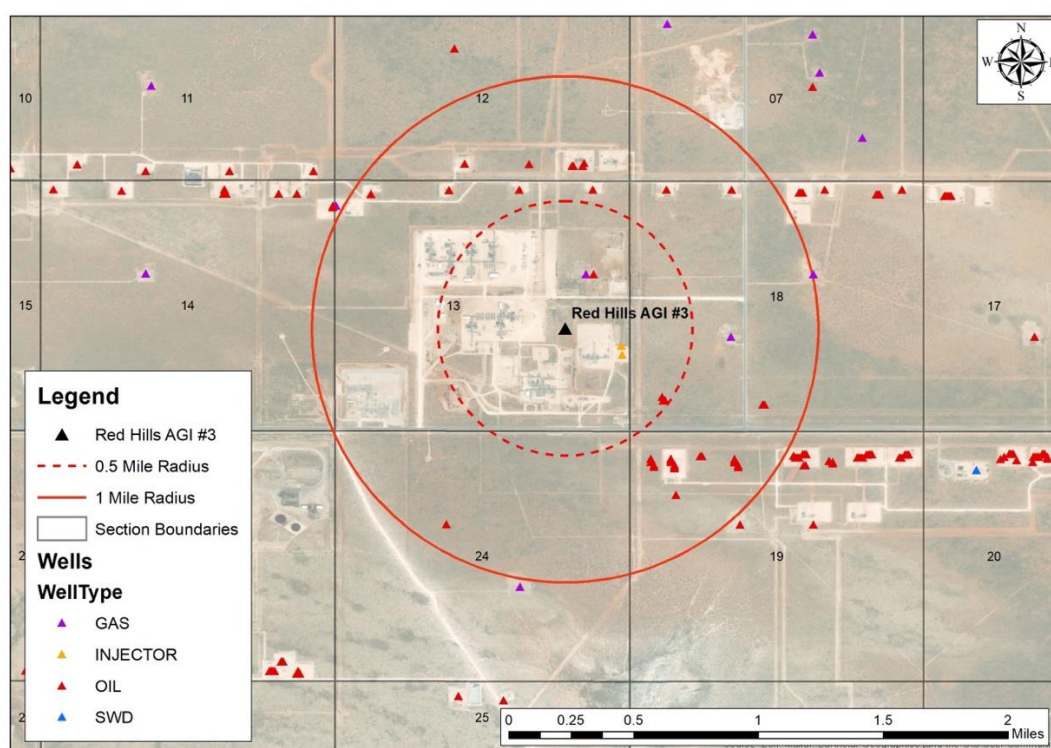 N
W
S
10
11
12
07
15
14
13
18
17
Red Hills AGI #3
Legend
Red Hills AGI #3
0.5 Mile Radius
1 Mile Radius
Section Boundaries
Wells
WellType
GAS
INJECTOR
OIL
SWD
24
19
20
25
0 0.25 0.5 1 1.5 2
Miles